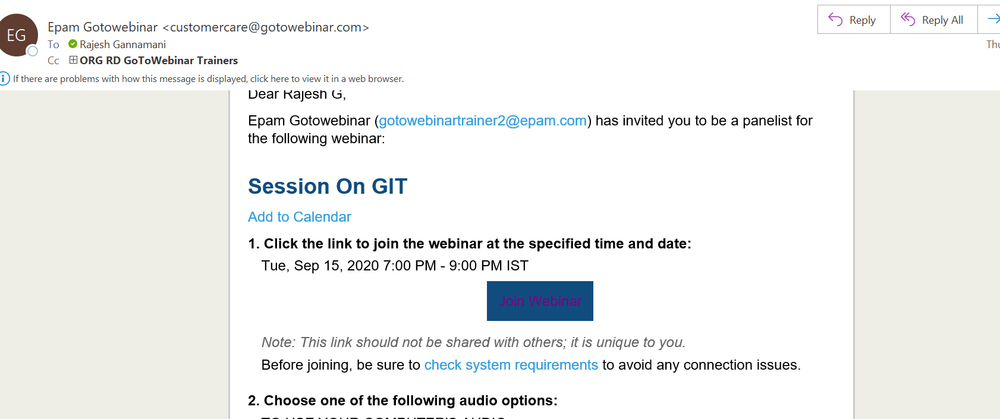 EG
Epam Gotowebinar <customercare@gotowebinar.com>
To Rajesh Gannamani
Cc ORG RD GoToWebinar Trainers
Reply
Reply All
Thu
If there are problems with how this message is displayed, click here to view it in a web browser.
Dear Rajesh G,
Epam Gotowebinar (gotowebinartrainer2@epam.com) has invited you to be a panelist for
the following webinar:
Session On GIT
Add to Calendar
1. Click the link to join the webinar at the specified time and date:
Tue, Sep 15, 2020 7:00 PM - 9:00 PM IST
Join Webinar
Note: This link should not be shared with others; it is unique to you.
Before joining, be sure to check system requirements to avoid any connection issues.
2. Choose one of the following audio options:
TO USE YOUR COMPUTER'S AUDIO